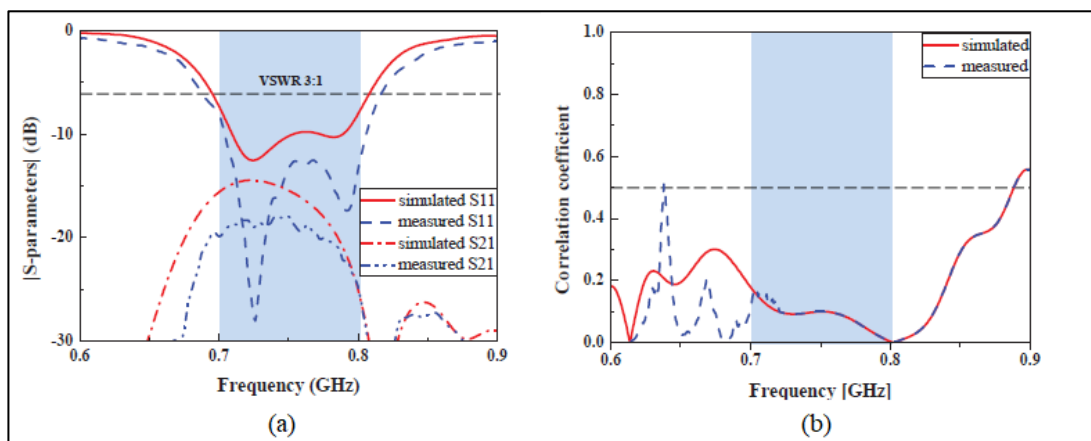 0
-10
-20
-30
|S-parameters| (dB)
VSWR 3:1
simulated S11
measured S11
simulated S21
measured S21
0.6
0.7
0.8
0.9
Frequency (GHz)
(a)
1.0
0.8
0.6
0.4
0.2
0.0
Correlation coefficient
simulated
measured
0.6
0.7
0.8
0.9
Frequency [GHz]
(b)